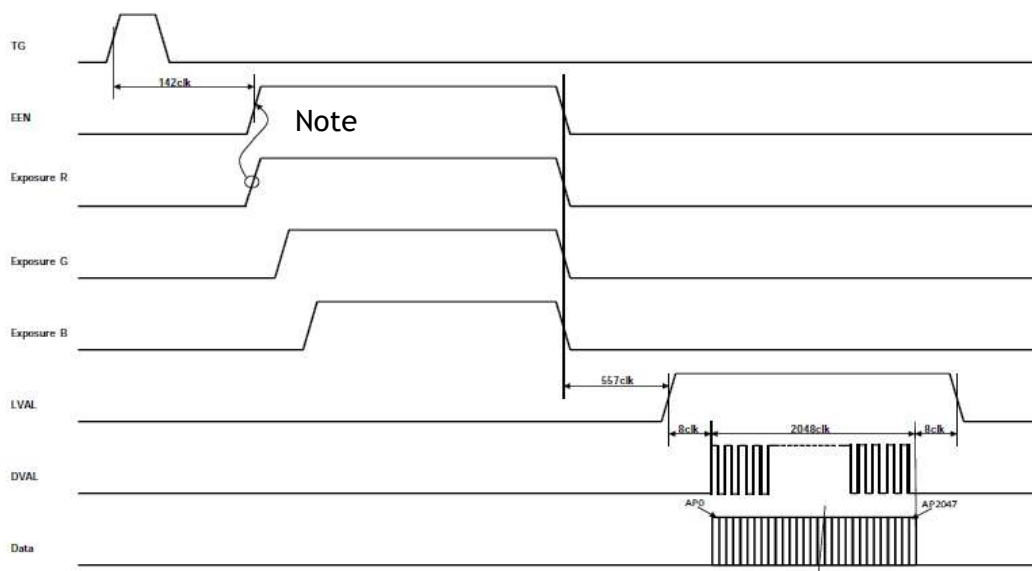 TG
142clk
EEN
Note
Exposure R
Exposure G
Exposure B
557clk
LVAL
8clk
2048clk
8clk
DVAL
AP0
AP2047
Data